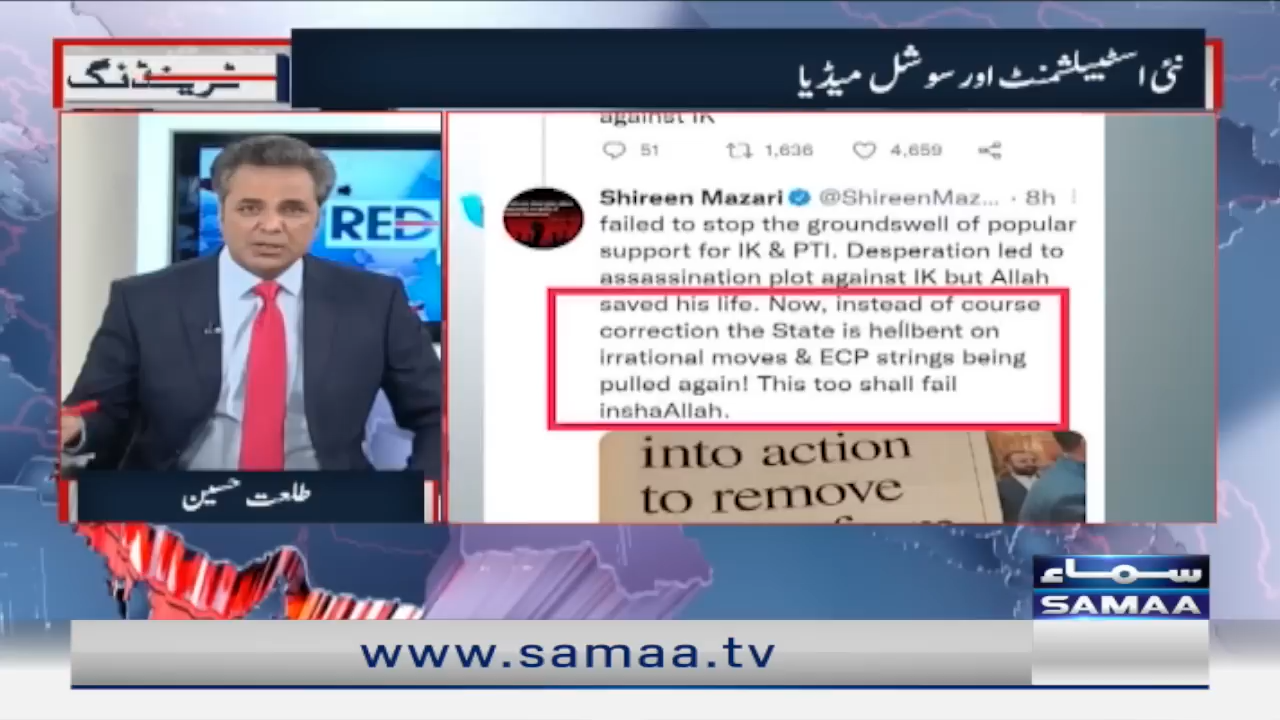 نئی اسٹیبلشمنٹ اور سوشل میڈیا
ٹرینڈنگ
RED
طلعت حسین
against IK
51 1,636 4,659
Shireen Mazari @ShireenMaz... · 8h
failed to stop the groundswell of popular
support for IK & PTI. Desperation led to
assassination plot against IK but Allah
saved his life. Now, instead of course
correction the State is hellbent on
irrational moves & ECP strings being
pulled again! This too shall fail
inshaAllah.
into action
to remove
سماء
SAMAA
www.samaa.tv